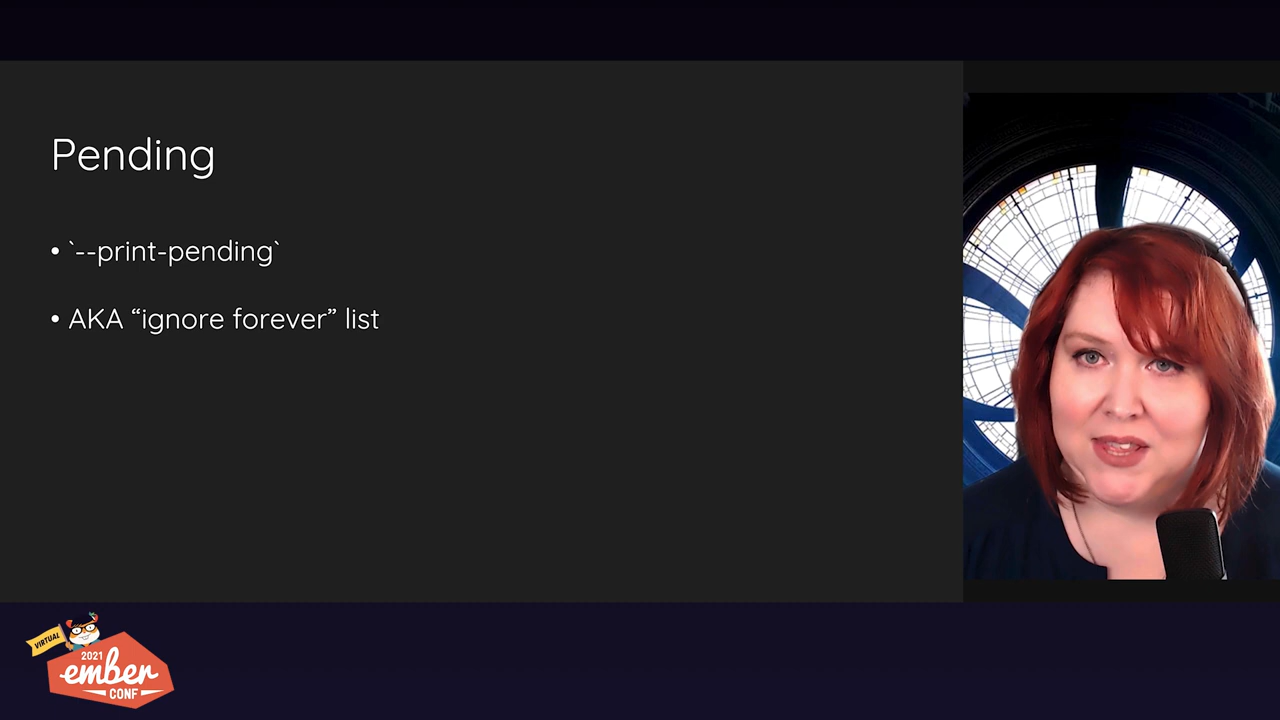 Pending
• `--print-pending`
• AKA “ignore forever” list
VIRTUAL
2021
ember
CONF